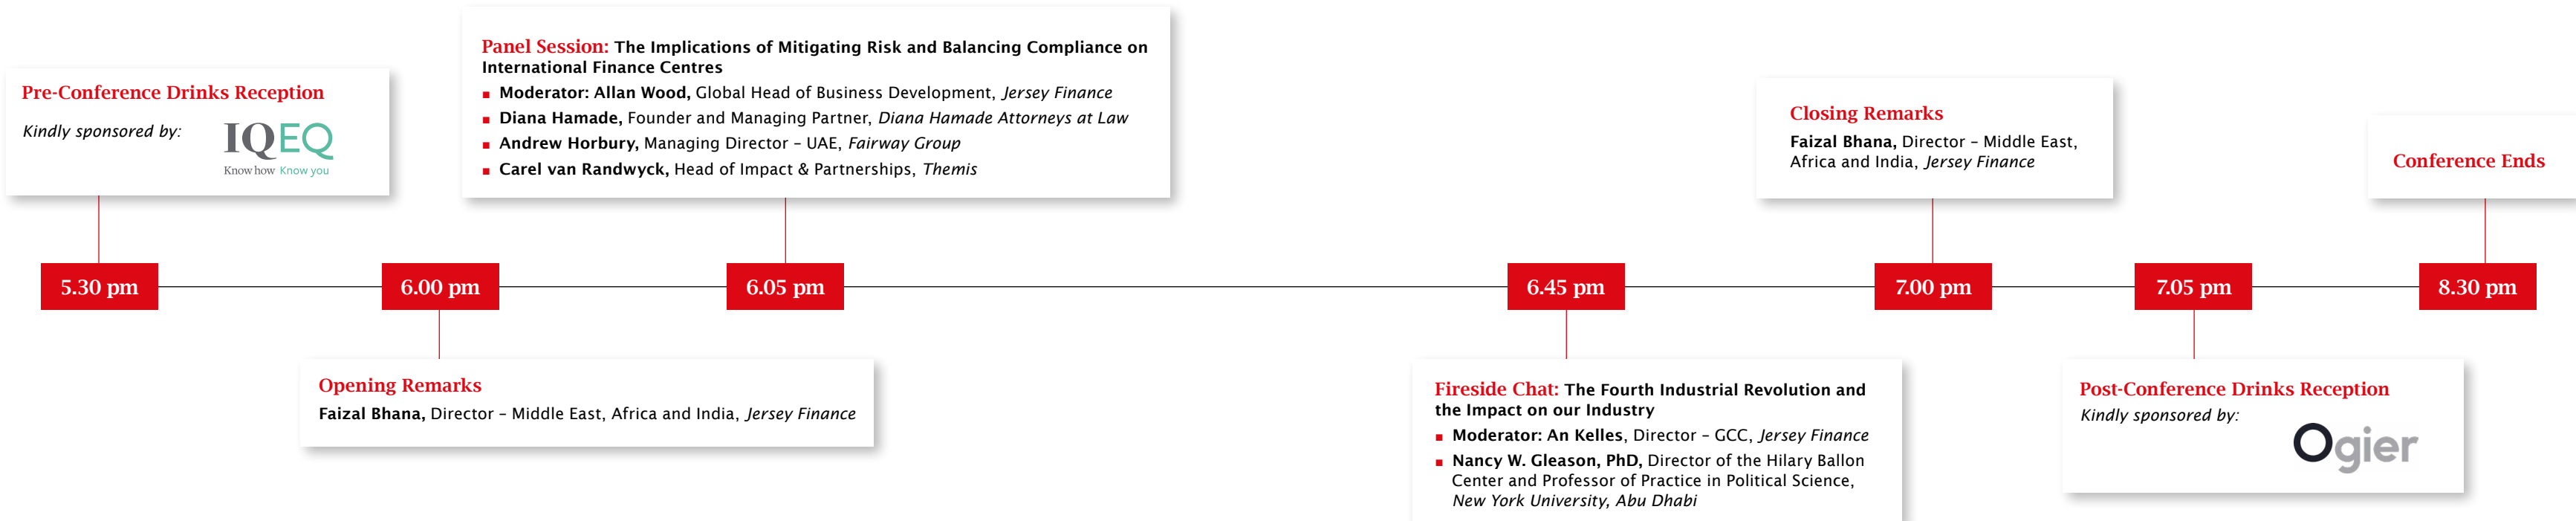 Pre-Conference Drinks Reception
Kindly sponsored by:
IQEQ
Know how Know you
5.30 pm
6.00 pm
Opening Remarks
Faizal Bhana, Director – Middle East, Africa and India, Jersey Finance
Panel Session: The Implications of Mitigating Risk and Balancing Compliance on
International Finance Centres
▪ Moderator: Allan Wood, Global Head of Business Development, Jersey Finance
▪ Diana Hamade, Founder and Managing Partner, Diana Hamade Attorneys at Law
▪ Andrew Horbury, Managing Director – UAE, Fairway Group
▪ Carel van Randwyck, Head of Impact & Partnerships, Themis
6.05 pm
6.45 pm
Fireside Chat: The Fourth Industrial Revolution and
the Impact on our Industry
▪ Moderator: An Kelles, Director – GCC, Jersey Finance
▪ Nancy W. Gleason, PhD, Director of the Hilary Ballon
Center and Professor of Practice in Political Science,
New York University, Abu Dhabi
Closing Remarks
Faizal Bhana, Director – Middle East,
Africa and India, Jersey Finance
7.00 pm
7.05 pm
Post-Conference Drinks Reception
Kindly sponsored by:
Ogier
Conference Ends
8.30 pm